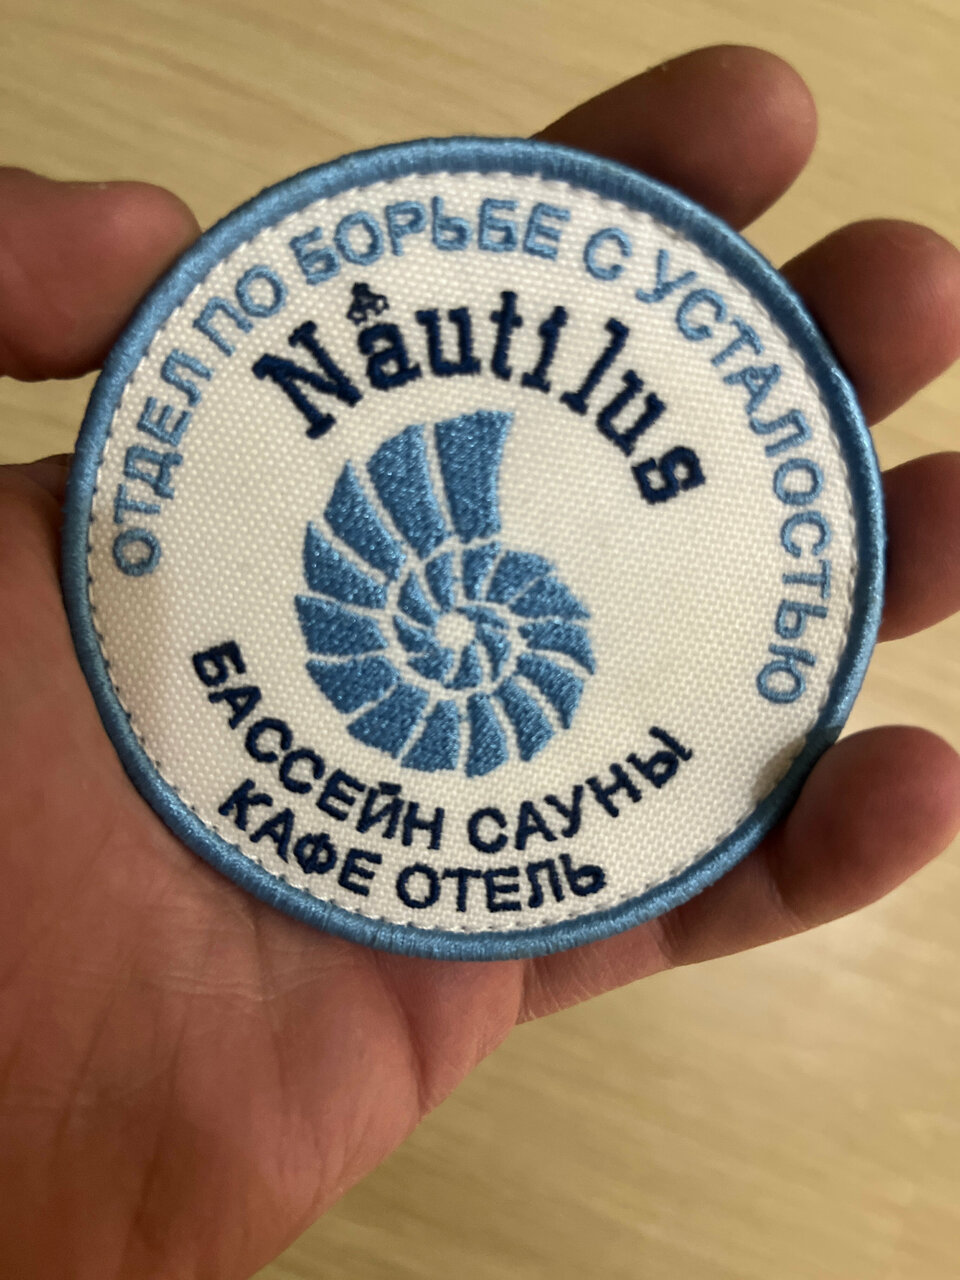 ОТДЕЛ ПО БОРЬБЕ С УСТАЛОСТЬЮ
Nautilus
БАССЕЙН САУНЫ
КАФЕ ОТЕЛЬ